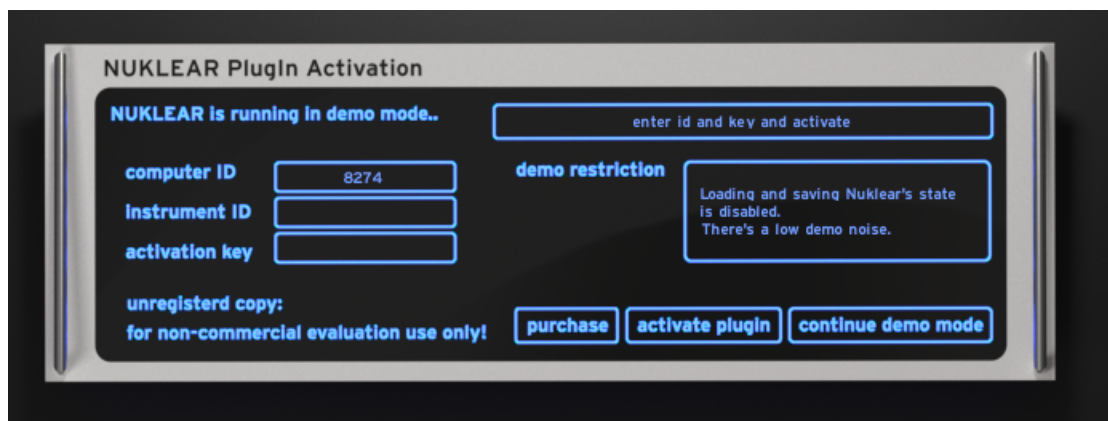 NUKLEAR PlugIn Activation
NUKLEAR is running in demo mode..
enter id and key and activate
computer ID
8274
instrument ID
activation key
demo restriction
Loading and saving Nuklear's state
is disabled.
There's a low demo noise.
unregisterd copy:
for non-commercial evaluation use only!
purchase
activate plugin
continue demo mode